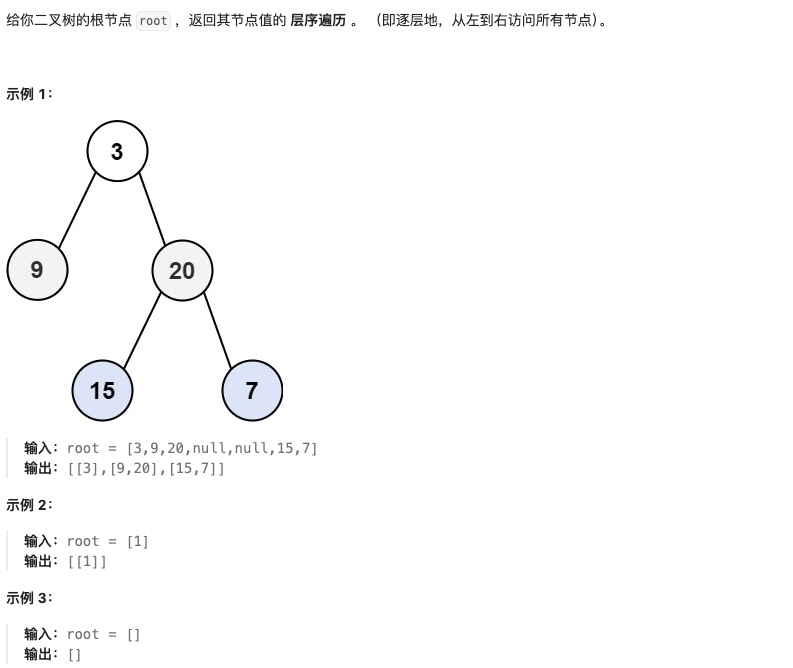 给你二叉树的根节点 root ，返回其节点值的 层序遍历 。 （即逐层地，从左到右访问所有节点）。
示例 1：
3
9
20
15
7
输入：root = [3,9,20,null,null,15,7]
输出：[[3],[9,20],[15,7]]
示例 2：
输入：root = [1]
输出：[[1]]
示例 3：
输入：root = []
输出：[]